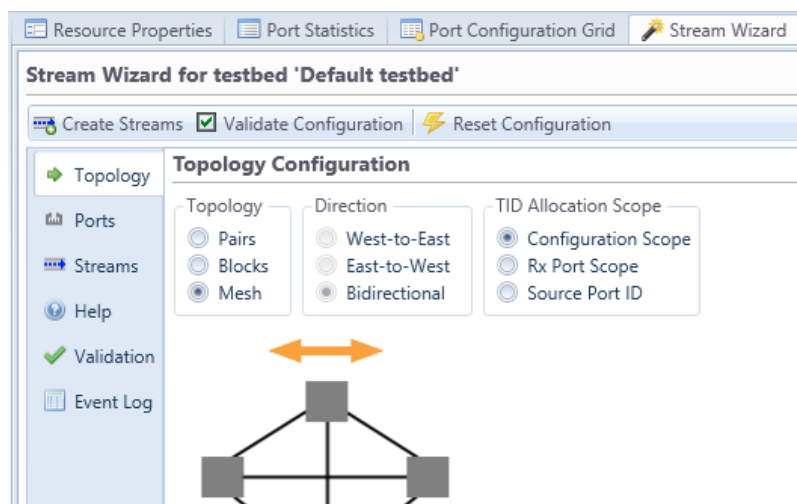 Resource Properties Port Statistics Port Configuration Grid Stream Wizard
Stream Wizard for testbed 'Default testbed'
Create Streams Validate Configuration Reset Configuration
Topology
Ports
Streams
Help
Validation
Event Log
Topology Configuration
Topology
Pairs
Blocks
Mesh
Direction
West-to-East
East-to-West
Bidirectional
TID Allocation Scope
Configuration Scope
Rx Port Scope
Source Port ID